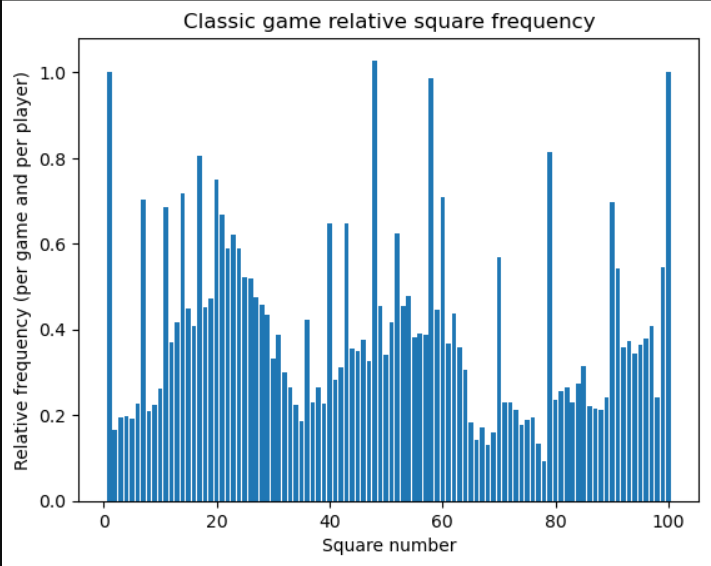 Classic game relative square frequency
Relative frequency (per game and per player)
1.0
0.8
0.6
0.4
0.2
0.0
0 20 40 60 80 100
Square number